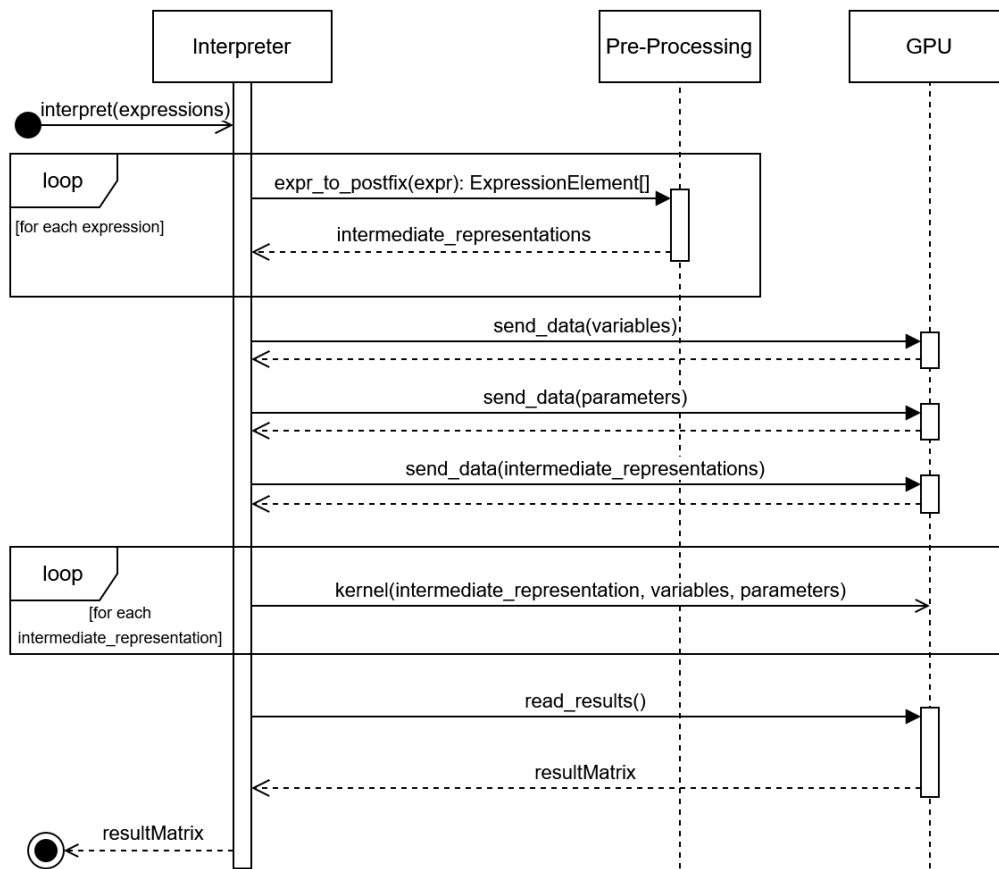 Interpreter
Pre-Processing
GPU
interpret(expressions)
loop
[for each expression]
expr_to_postfix(expr): ExpressionElement[]
intermediate_representations
send_data(variables)
send_data(parameters)
send_data(intermediate_representations)
loop
[for each
intermediate_representation]
kernel(intermediate_representation, variables, parameters)
read_results()
resultMatrix
resultMatrix